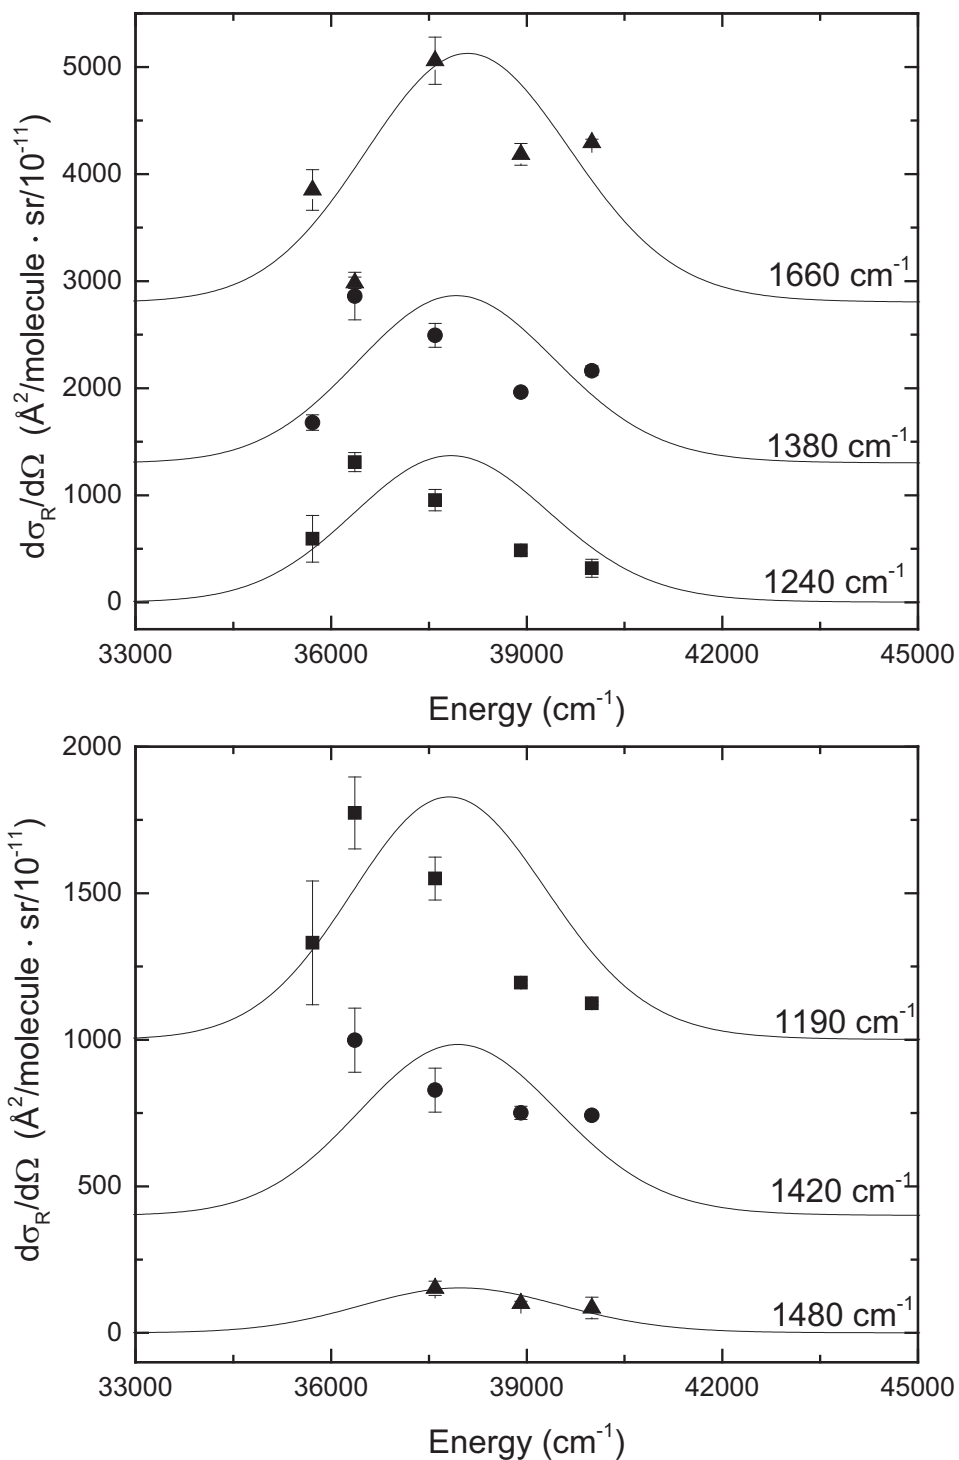 5000
4000
3000
2000
1000
0
dσR/dΩ (Å²/molecule · sr/10⁻¹¹)
1660 cm⁻¹
1380 cm⁻¹
1240 cm⁻¹
33000 36000 39000 42000 45000
Energy (cm⁻¹)
2000
1500
1000
500
0
dσR/dΩ (Å²/molecule · sr/10⁻¹¹)
1190 cm⁻¹
1420 cm⁻¹
1480 cm⁻¹
33000 36000 39000 42000 45000
Energy (cm⁻¹)